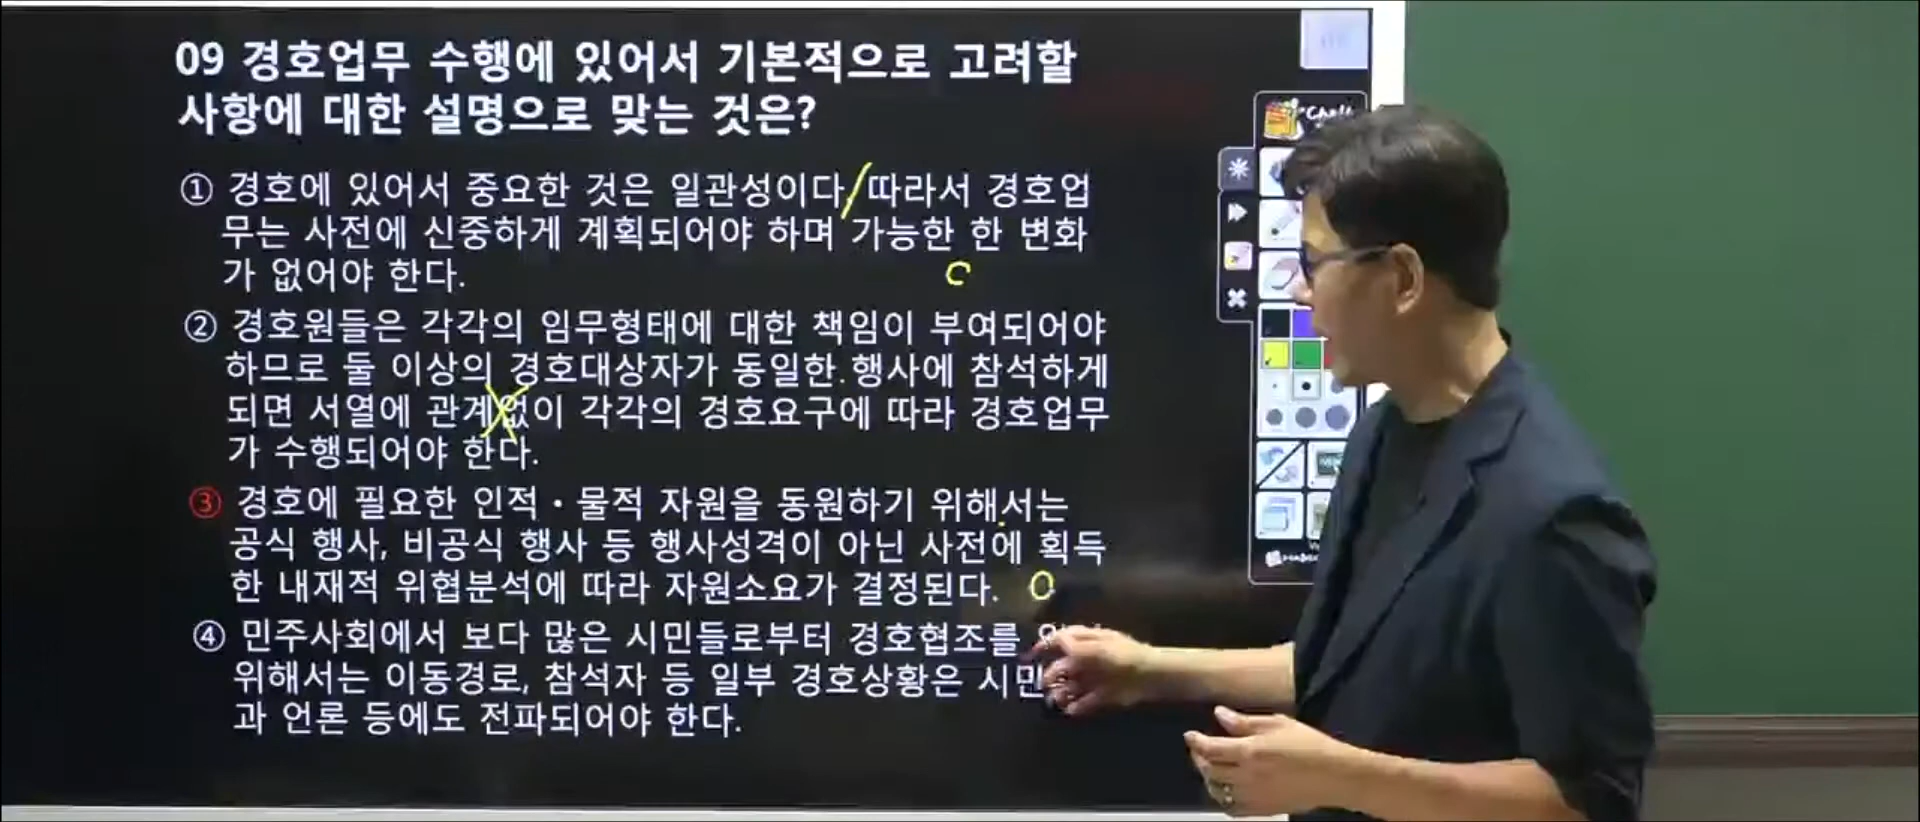 09 경호업무 수행에 있어서 기본적으로 고려할
사항에 대한 설명으로 맞는 것은?
① 경호에 있어서 중요한 것은 일관성이다. 따라서 경호업
무는 사전에 신중하게 계획되어야 하며 가능한 한 변화
가 없어야 한다.
② 경호원들은 각각의 임무형태에 대한 책임이 부여되어야
하므로 둘 이상의 경호대상자가 동일한 행사에 참석하게
되면 서열에 관계없이 각각의 경호요구에 따라 경호업무
가 수행되어야 한다.
③ 경호에 필요한 인적·물적 자원을 동원하기 위해서는
공식 행사, 비공식 행사 등 행사성격이 아닌 사전에 획득
한 내재적 위협분석에 따라 자원소요가 결정된다.
④ 민주사회에서 보다 많은 시민들로부터 경호협조를
위해서는 이동경로, 참석자 등 일부 경호상황은 시민
과 언론 등에도 전파되어야 한다.